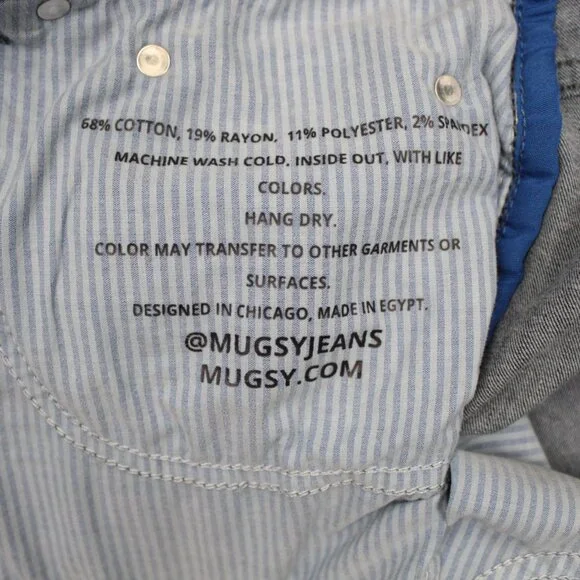 68% COTTON, 19% RAYON, 11% POLYESTER, 2% SPANDEX
MACHINE WASH COLD, INSIDE OUT, WITH LIKE
COLORS.
HANG DRY.
COLOR MAY TRANSFER TO OTHER GARMENTS OR
SURFACES.
DESIGNED IN CHICAGO, MADE IN EGYPT.
@MUGSYJEANS
MUGSY.COM